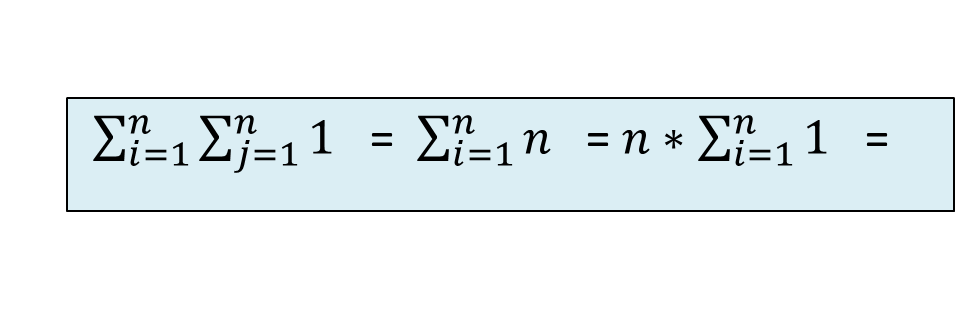 ∑ⁿᵢ₌₁ ∑ⁿⱼ₌₁ 1 = ∑ⁿᵢ₌₁ n = n * ∑ⁿᵢ₌₁ 1 =